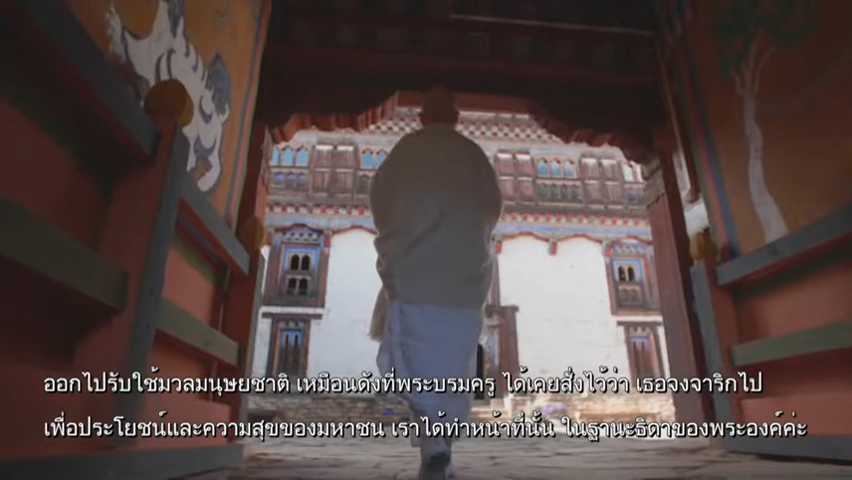 ออกไปรับใช้มวลมนุษยชาติ เหมือนดังที่พระบรมครู ได้เคยสั่งไว้ว่า เธอจงจาริกไป
เพื่อประโยชน์และความสุขของมหาชน เราได้ทำหน้าที่นั้น ในฐานะธิดาของพระองค์ค่ะ